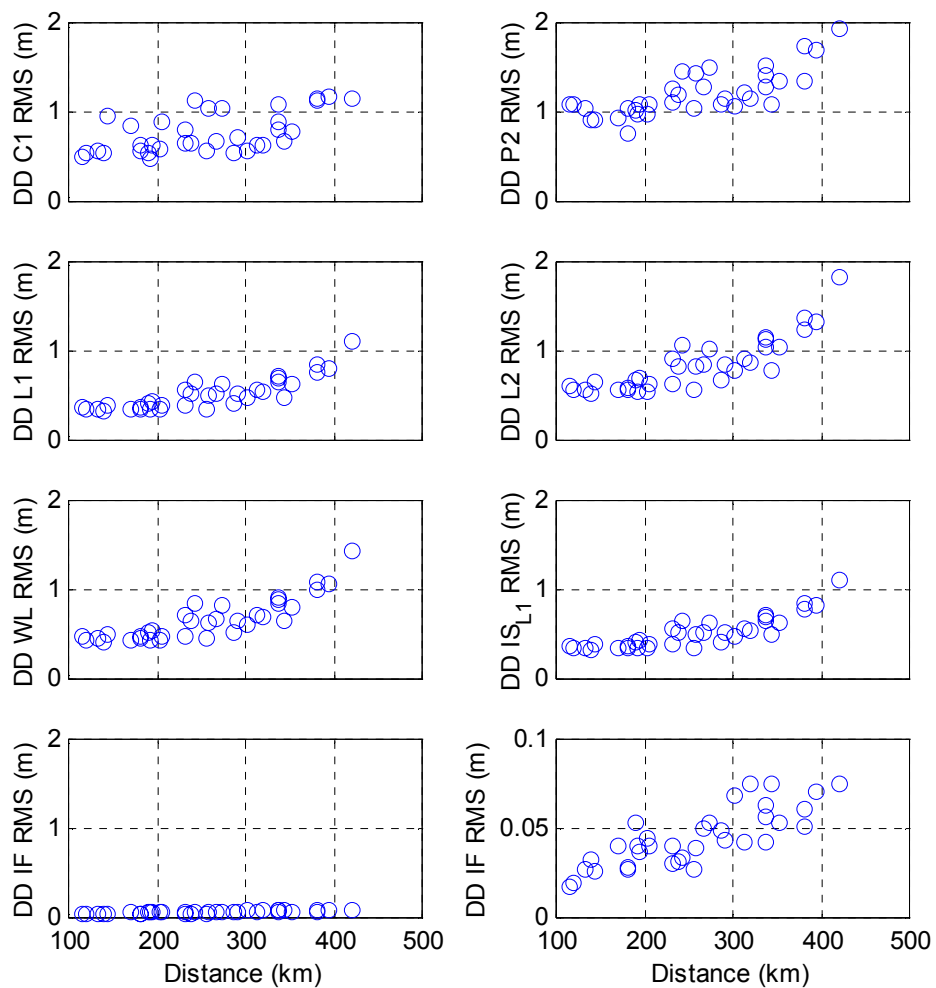 DD C1 RMS (m)
2
1
0
DD P2 RMS (m)
2
1
0
DD L1 RMS (m)
2
1
0
DD L2 RMS (m)
2
1
0
DD WL RMS (m)
2
1
0
DD IS_L1 RMS (m)
2
1
0
DD IF RMS (m)
2
1
0
100 200 300 400 500
Distance (km)
DD IF RMS (m)
0.1
0.05
0
100 200 300 400 500
Distance (km)